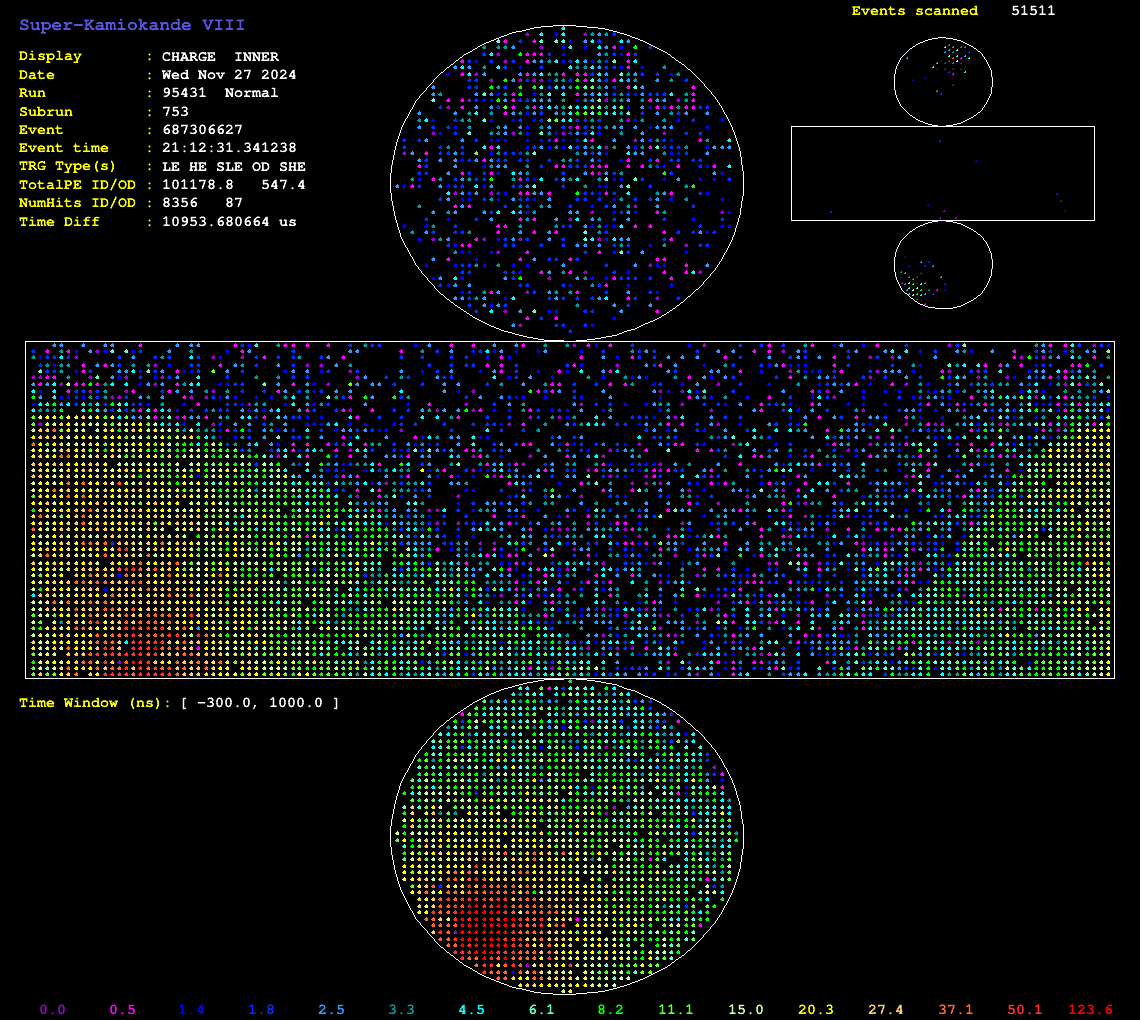 Super-Kamiokande VIII
Events scanned 51511
Display : CHARGE INNER
Date : Wed Nov 27 2024
Run : 95431 Normal
Subrun : 753
Event : 687306627
Event time : 21:12:31.341238
TRG Type(s) : LE HE SLE OD SHE
TotalPE ID/OD : 101178.8 547.4
NumHits ID/OD : 8356 87
Time Diff : 10953.680664 us
Time Window (ns): [ -300.0, 1000.0 ]
0.0 0.5 1.4 1.8 2.5 3.3 4.5 6.1 8.2 11.1 15.0 20.3 27.4 37.1 50.1 123.6